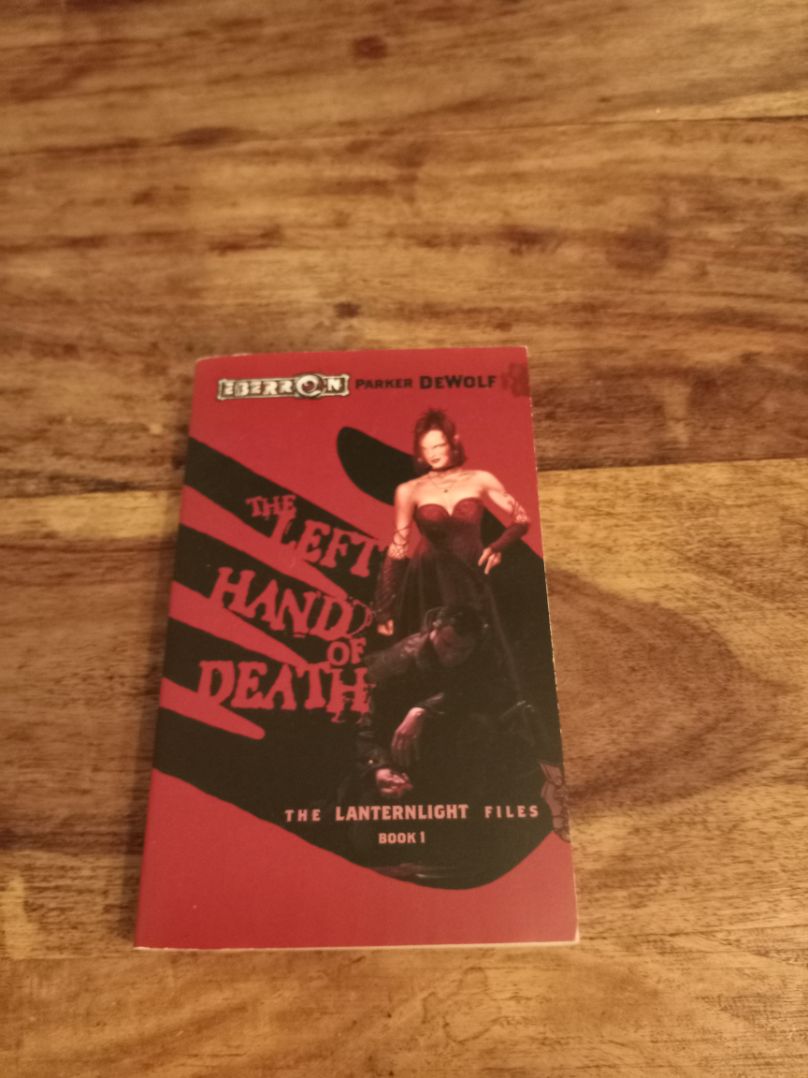 EBERRON PARKER DEWOLF
THE
LEFT
HAND
OF
DEATH
THE LANTERNLIGHT FILES
BOOK 1